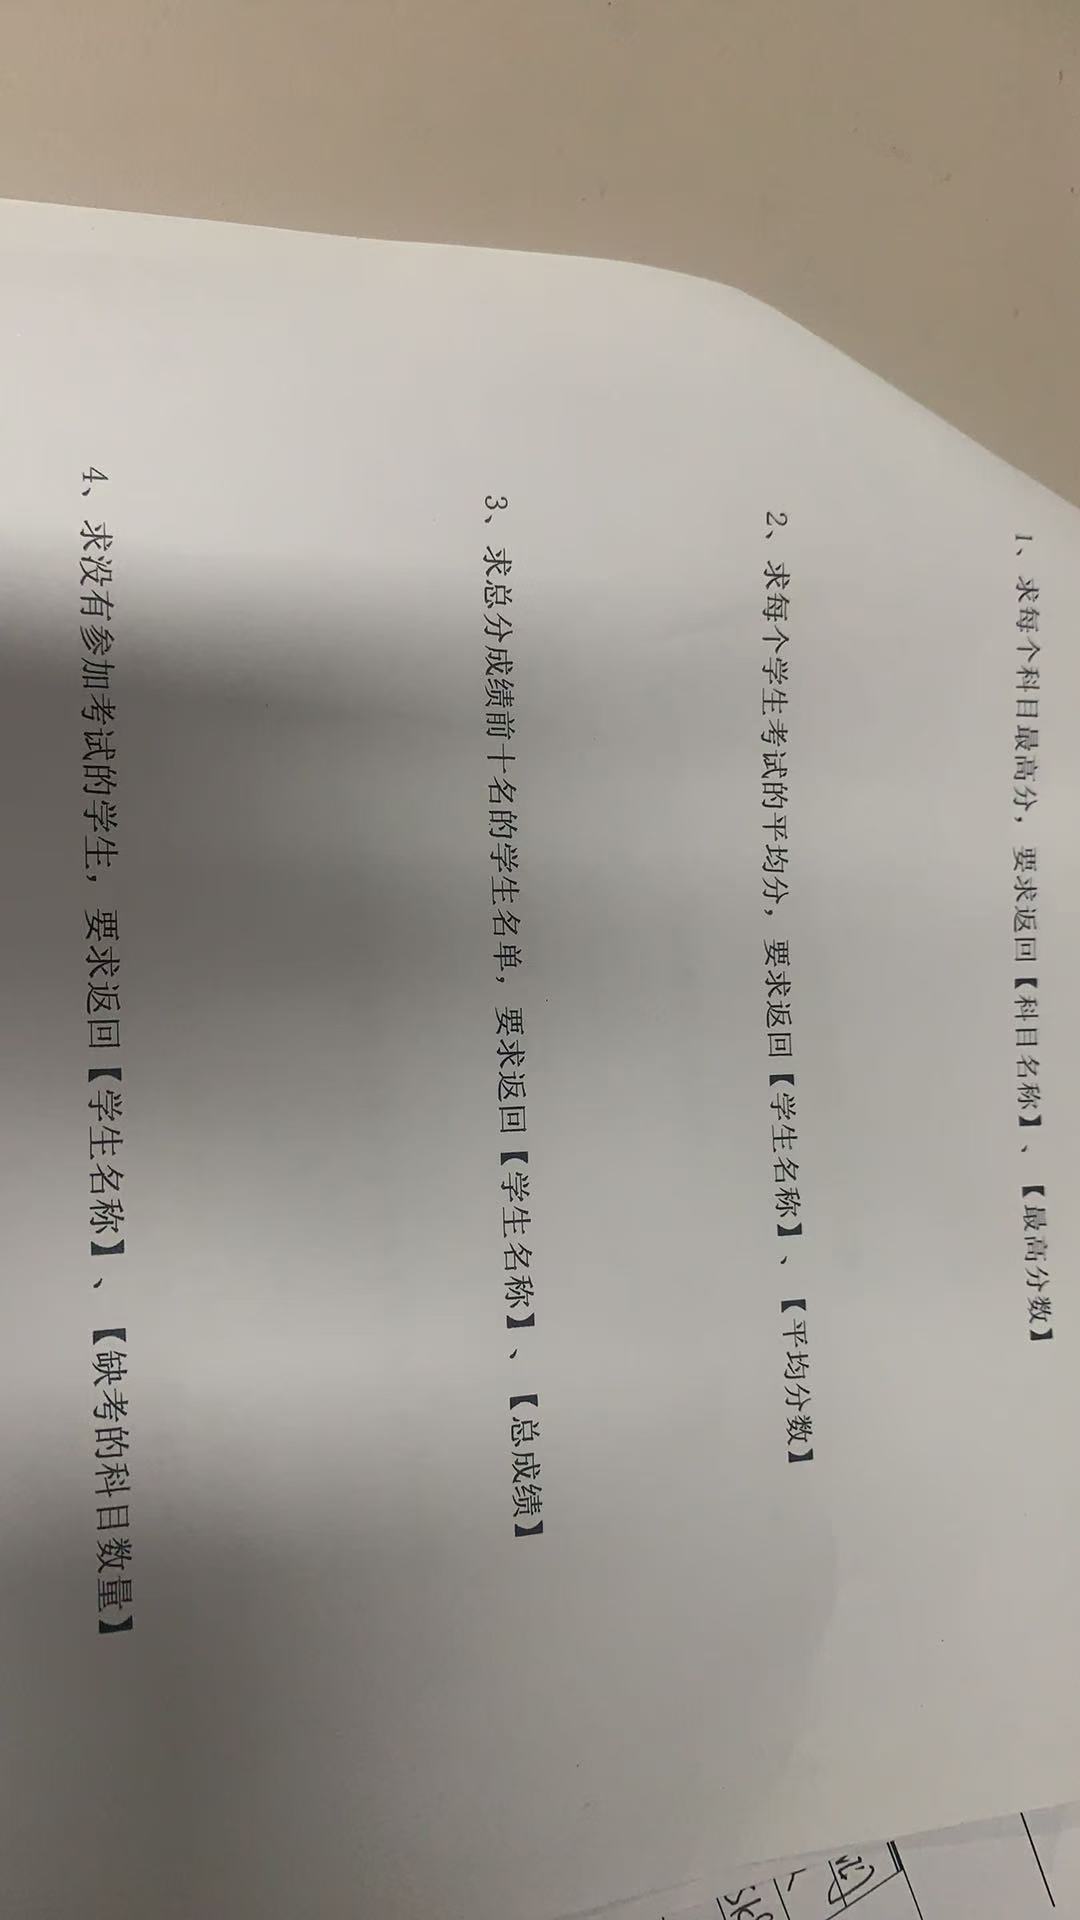 1、求每个科目最高分，要求返回【科目名称】、【最高分数】
2、求每个学生考试的平均分，要求返回【学生名称】、【平均分数】
3、求总分成绩前十名的学生名单，要求返回【学生名称】、【总成绩】
4、求没有参加考试的学生，要求返回【学生名称】、【缺考的科目数量】